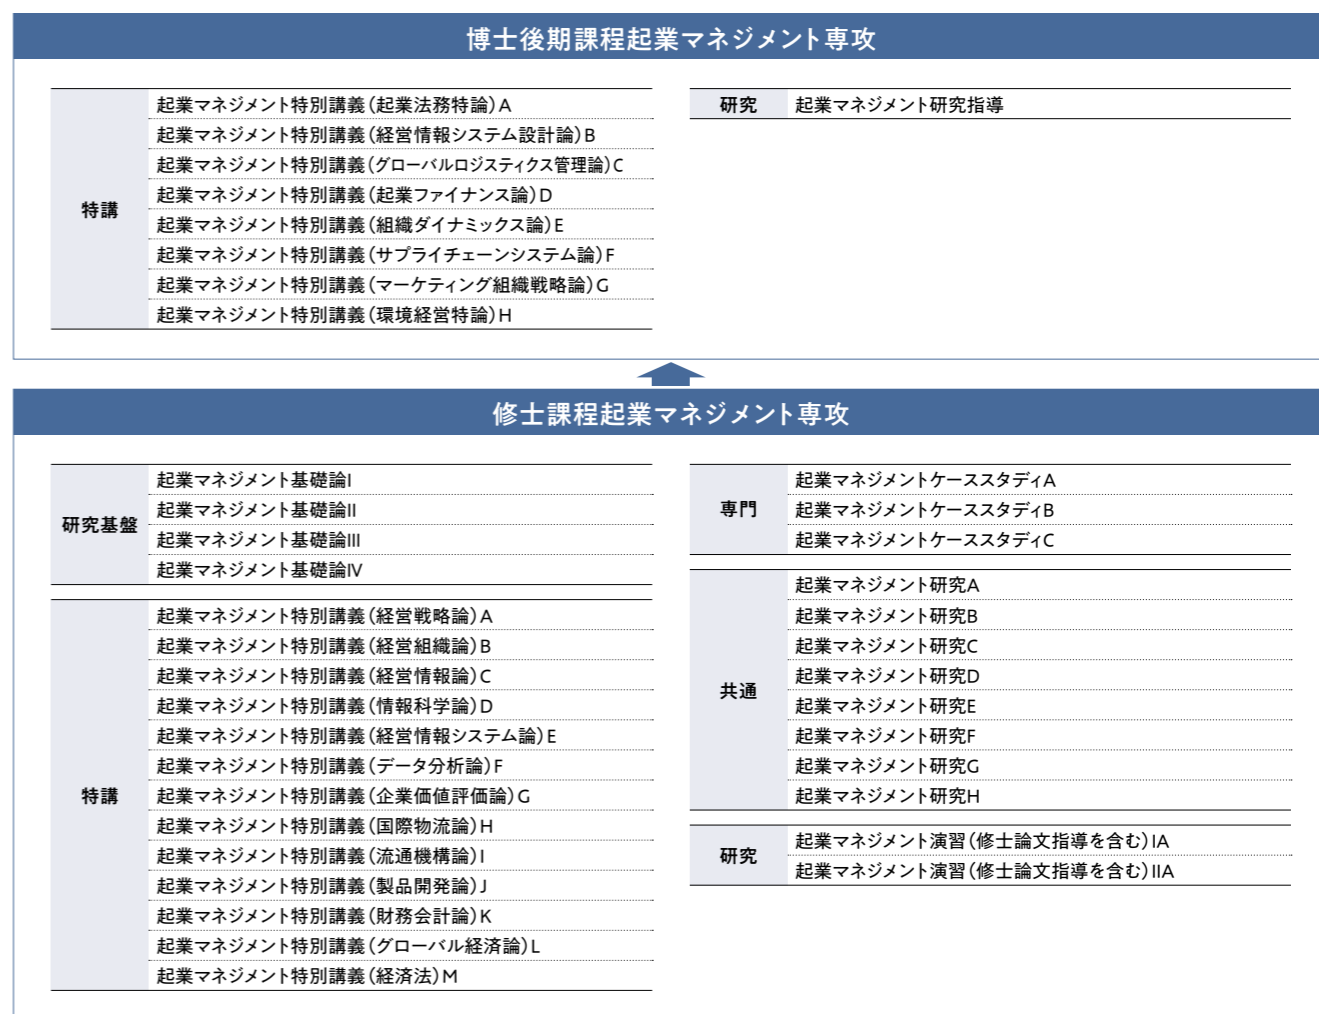 博士後期課程起業マネジメント専攻
特講
起業マネジメント特別講義(起業法務特論)A
起業マネジメント特別講義(経営情報システム設計論)B
起業マネジメント特別講義(グローバルロジスティクス管理論)C
起業マネジメント特別講義(起業ファイナンス論)D
起業マネジメント特別講義(組織ダイナミックス論)E
起業マネジメント特別講義(サプライチェーンシステム論)F
起業マネジメント特別講義(マーケティング組織戦略論)G
起業マネジメント特別講義(環境経営特論)H
研究
起業マネジメント研究指導
修士課程起業マネジメント専攻
研究基盤
起業マネジメント基礎論I
起業マネジメント基礎論II
起業マネジメント基礎論III
起業マネジメント基礎論IV
特講
起業マネジメント特別講義(経営戦略論)A
起業マネジメント特別講義(経営組織論)B
起業マネジメント特別講義(経営情報論)C
起業マネジメント特別講義(情報科学論)D
起業マネジメント特別講義(経営情報システム論)E
起業マネジメント特別講義(データ分析論)F
起業マネジメント特別講義(企業価値評価論)G
起業マネジメント特別講義(国際物流論)H
起業マネジメント特別講義(流通機構論)I
起業マネジメント特別講義(製品開発論)J
起業マネジメント特別講義(財務会計論)K
起業マネジメント特別講義(グローバル経済論)L
起業マネジメント特別講義(経済法)M
専門
起業マネジメントケーススタディA
起業マネジメントケーススタディB
起業マネジメントケーススタディC
共通
起業マネジメント研究A
起業マネジメント研究B
起業マネジメント研究C
起業マネジメント研究D
起業マネジメント研究E
起業マネジメント研究F
起業マネジメント研究G
起業マネジメント研究H
研究
起業マネジメント演習(修士論文指導を含む)IA
起業マネジメント演習(修士論文指導を含む)IIA